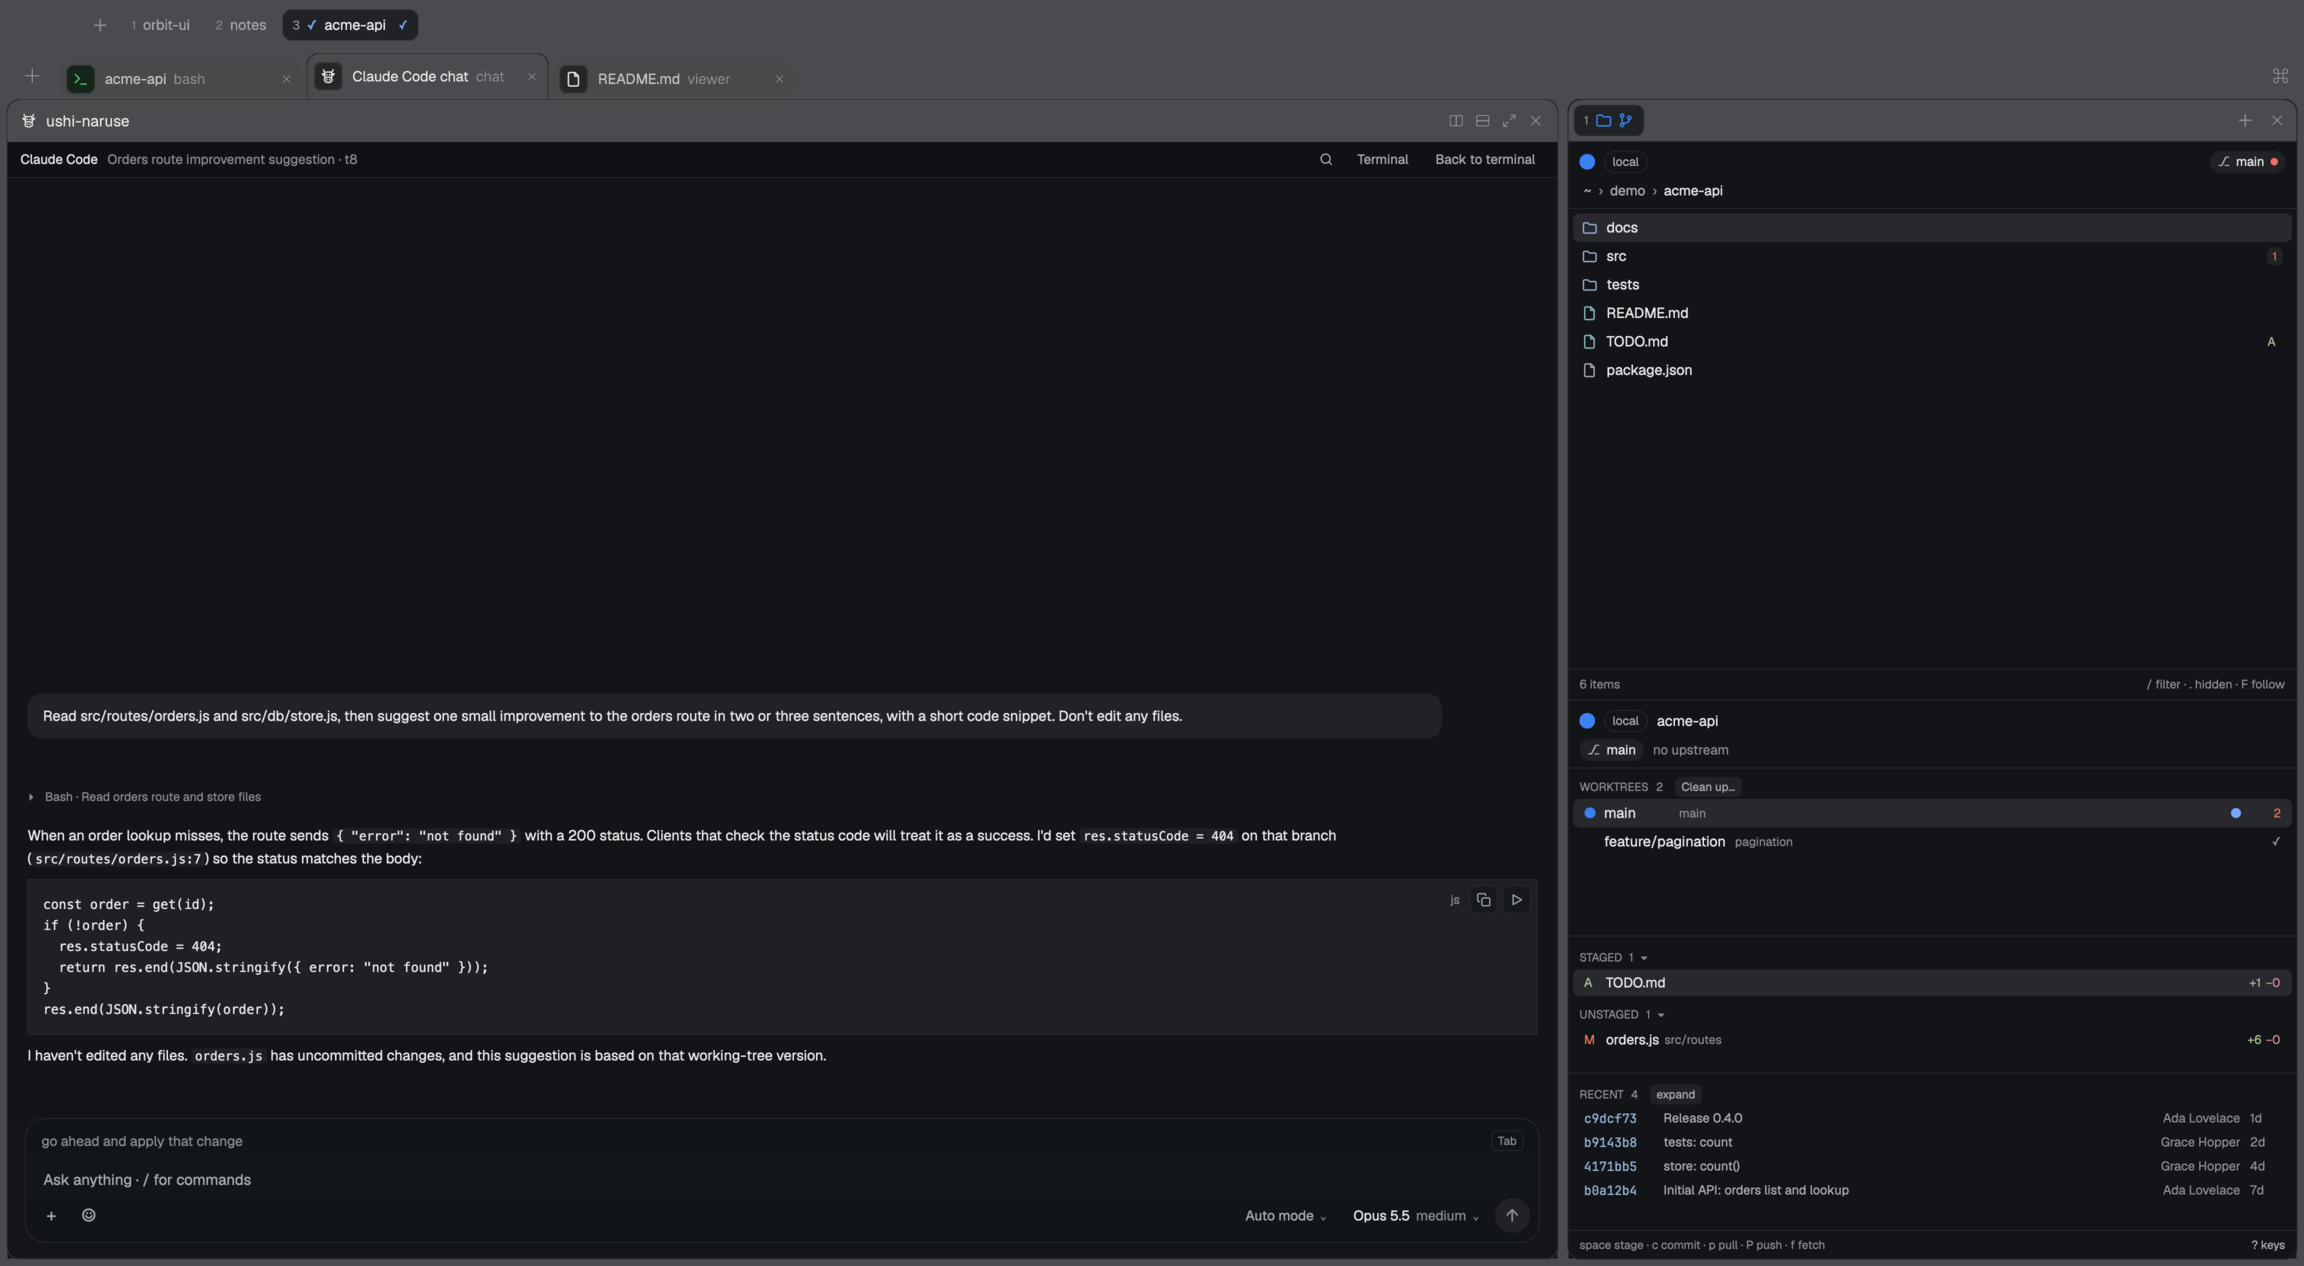 1 orbit-ui
2 notes
3 ✓ acme-api ✓
acme-api bash
Claude Code chat chat
README.md viewer
ushi-naruse
Claude Code Orders route improvement suggestion · t8
Terminal
Back to terminal
Read src/routes/orders.js and src/db/store.js, then suggest one small improvement to the orders route in two or three sentences, with a short code snippet. Don't edit any files.
Bash · Read orders route and store files
When an order lookup misses, the route sends { "error": "not found" } with a 200 status. Clients that check the status code will treat it as a success. I'd set res.statusCode = 404 on that branch
(src/routes/orders.js:7) so the status matches the body:
js
const order = get(id);
if (!order) {
  res.statusCode = 404;
  return res.end(JSON.stringify({ error: "not found" }));
}
res.end(JSON.stringify(order));
I haven't edited any files. orders.js has uncommitted changes, and this suggestion is based on that working-tree version.
go ahead and apply that change
Tab
Ask anything · / for commands
Auto mode
Opus 5.5 medium
1
local
main
~ › demo › acme-api
docs
src 1
tests
README.md
TODO.md A
package.json
6 items
/ filter · . hidden · F follow
local acme-api
main no upstream
WORKTREES 2 Clean up...
main main 2
feature/pagination pagination ✓
STAGED 1
A TODO.md +1 −0
UNSTAGED 1
M orders.js src/routes +6 −0
RECENT 4 expand
c9dcf73 Release 0.4.0 Ada Lovelace 1d
b9143b8 tests: count Grace Hopper 2d
4171bb5 store: count() Grace Hopper 4d
b0a12b4 Initial API: orders list and lookup Ada Lovelace 7d
space stage · c commit · p pull · P push · f fetch
? keys